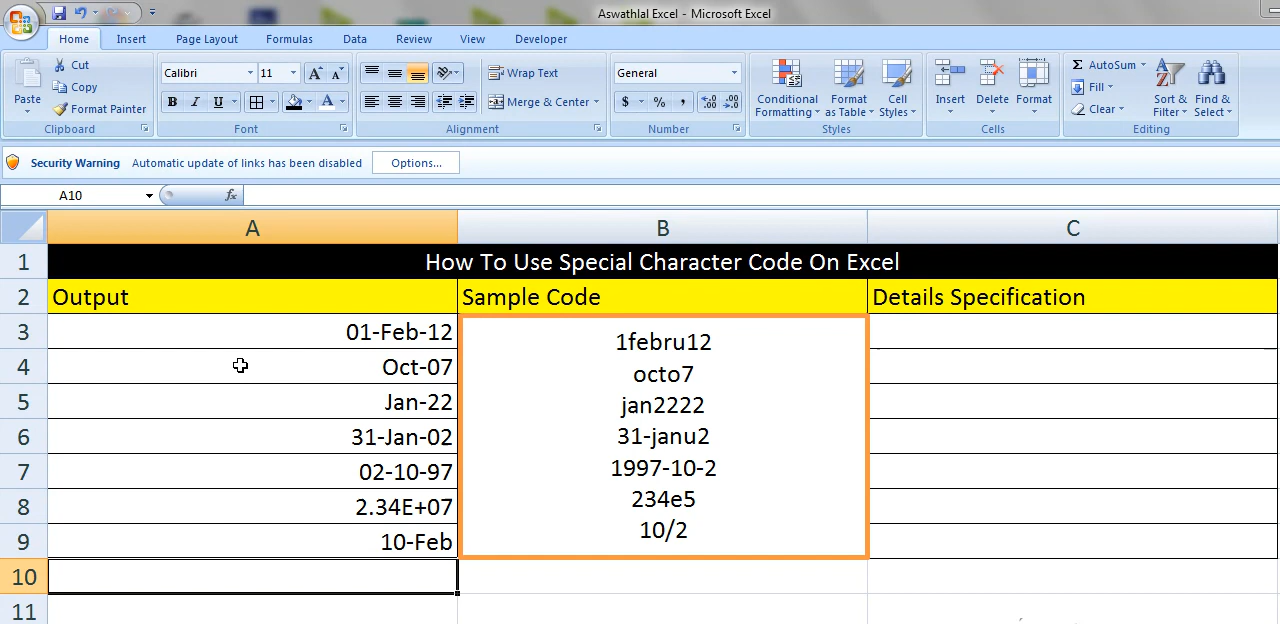 Aswathlal Excel - Microsoft Excel
Home Insert Page Layout Formulas Data Review View Developer
Paste
Cut
Copy
Format Painter
Clipboard
Calibri 11 A A
B I U A
Font
Wrap Text
Merge & Center
Alignment
General
$ % , .0 .00 .00 .0
Number
Conditional Formatting
Format as Table
Cell Styles
Styles
Insert Delete Format
Cells
Σ AutoSum
Fill
Clear
Sort & Filter
Find & Select
Editing
Security Warning Automatic update of links has been disabled Options...
A10 fx
A B C
1 How To Use Special Character Code On Excel
2 Output Sample Code Details Specification
3 01-Feb-12 1febru12
4 Oct-07 octo7
5 Jan-22 jan2222
6 31-Jan-02 31-janu2
7 02-10-97 1997-10-2
8 2.34E+07 234e5
9 10-Feb 10/2
10
11